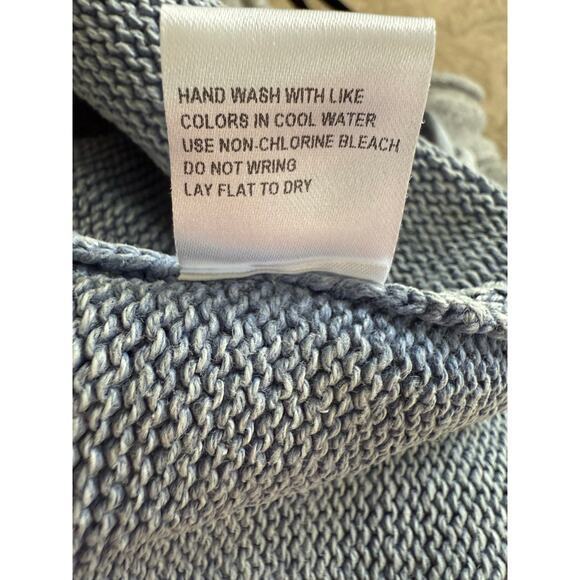 HAND WASH WITH LIKE
COLORS IN COOL WATER
USE NON-CHLORINE BLEACH
DO NOT WRING
LAY FLAT TO DRY